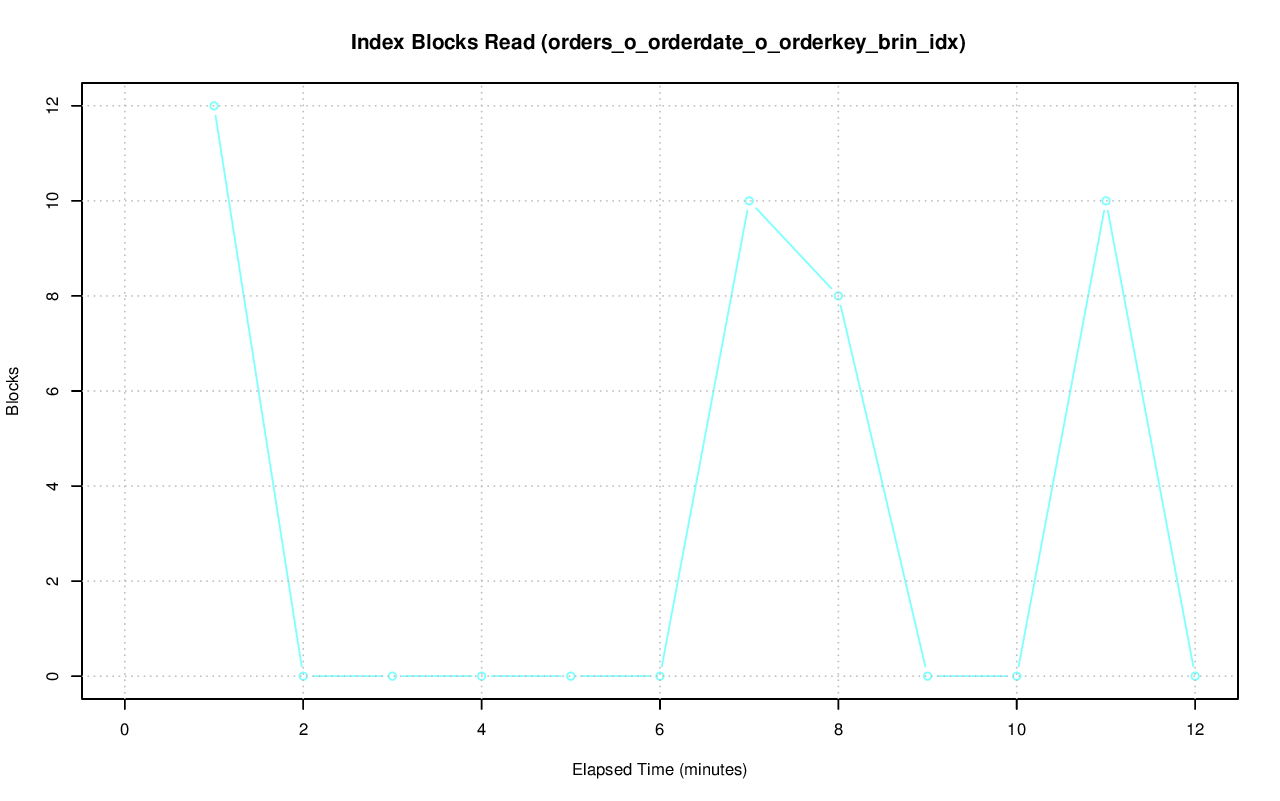 Index Blocks Read (orders_o_orderdate_o_orderkey_brin_idx)
12
10
8
6
4
2
0
Blocks
0 2 4 6 8 10 12
Elapsed Time (minutes)